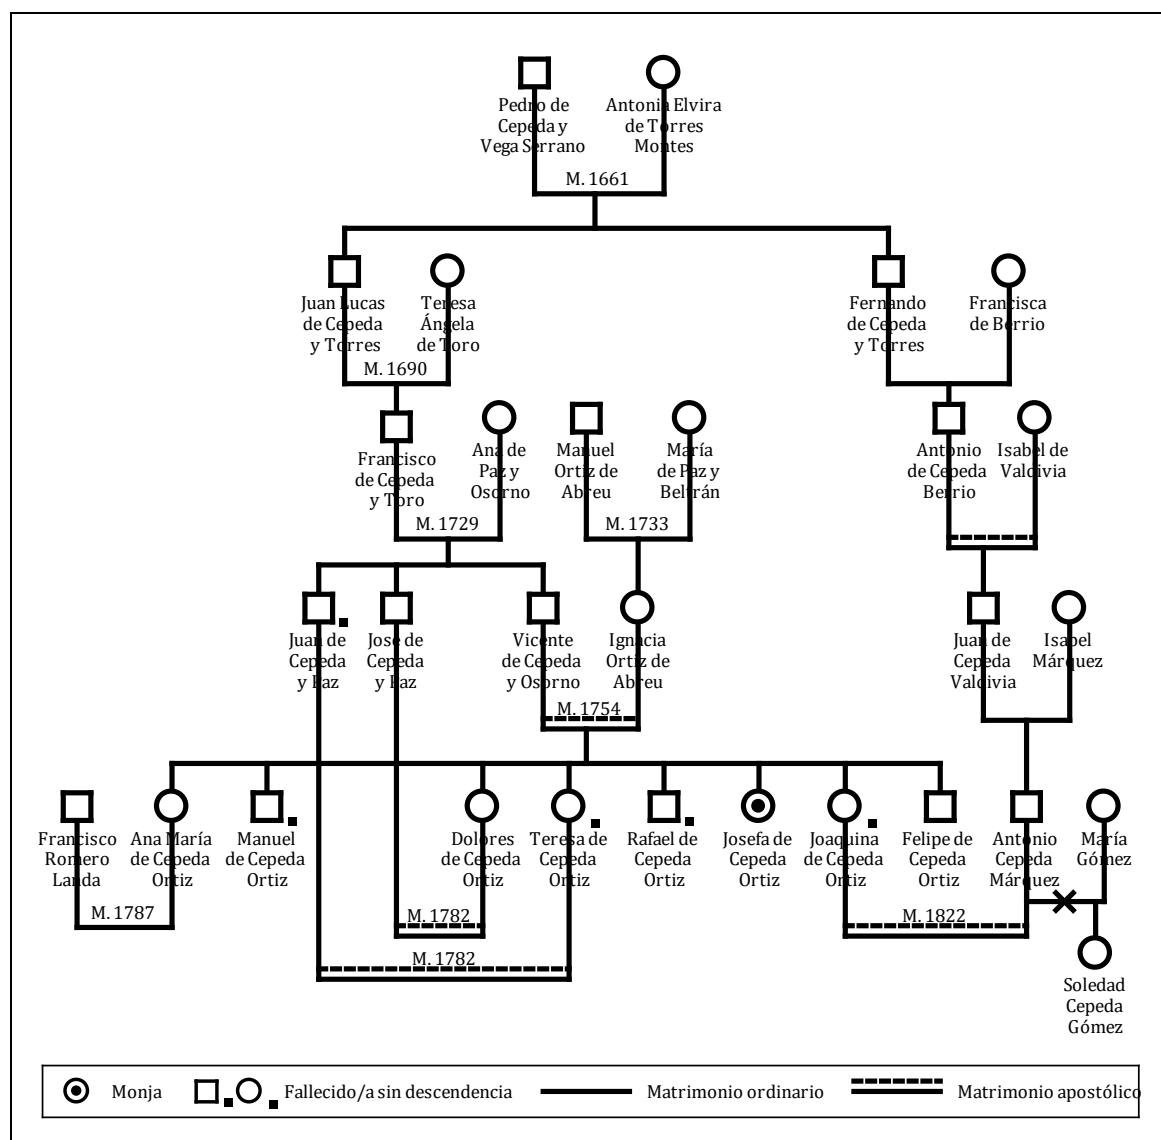 Pedro de
Cepeda y
Vega Serrano
Antonia Elvira
de Torres
Montes
M. 1661
Juan Lucas
de Cepeda
y Torres
Teresa
Ángela
de Toro
Fernando
de Cepeda
y Torres
Francisca
de Berrio
M. 1690
Francisco
de Cepeda
y Toro
Ana de
Paz y
Osorno
Manuel
Ortiz de
Abreu
María
de Paz y
Beltrán
Antonio
de Cepeda
Berrio
Isabel de
Valdivia
M. 1729
M. 1733
Juan de
Cepeda
y Paz
José de
Cepeda
y Paz
Vicente
de Cepeda
y Osorno
Ignacia
Ortiz de
Abreu
Juan de
Cepeda
Valdivia
Isabel
Márquez
M. 1754
Francisco
Romero
Landa
Ana María
de Cepeda
Ortiz
Manuel
de Cepeda
Ortiz
Dolores
de Cepeda
Ortiz
Teresa de
Cepeda
Ortiz
Rafael de
Cepeda
Ortiz
Josefa de
Cepeda
Ortiz
Joaquina
de Cepeda
Ortiz
Felipe de
Cepeda
Ortiz
Antonio
Cepeda
Márquez
María
Gómez
M. 1787
M. 1782
M. 1822
M. 1782
Soledad
Cepeda
Gómez
Monja
Fallecido/a sin descendencia
Matrimonio ordinario
Matrimonio apostólico